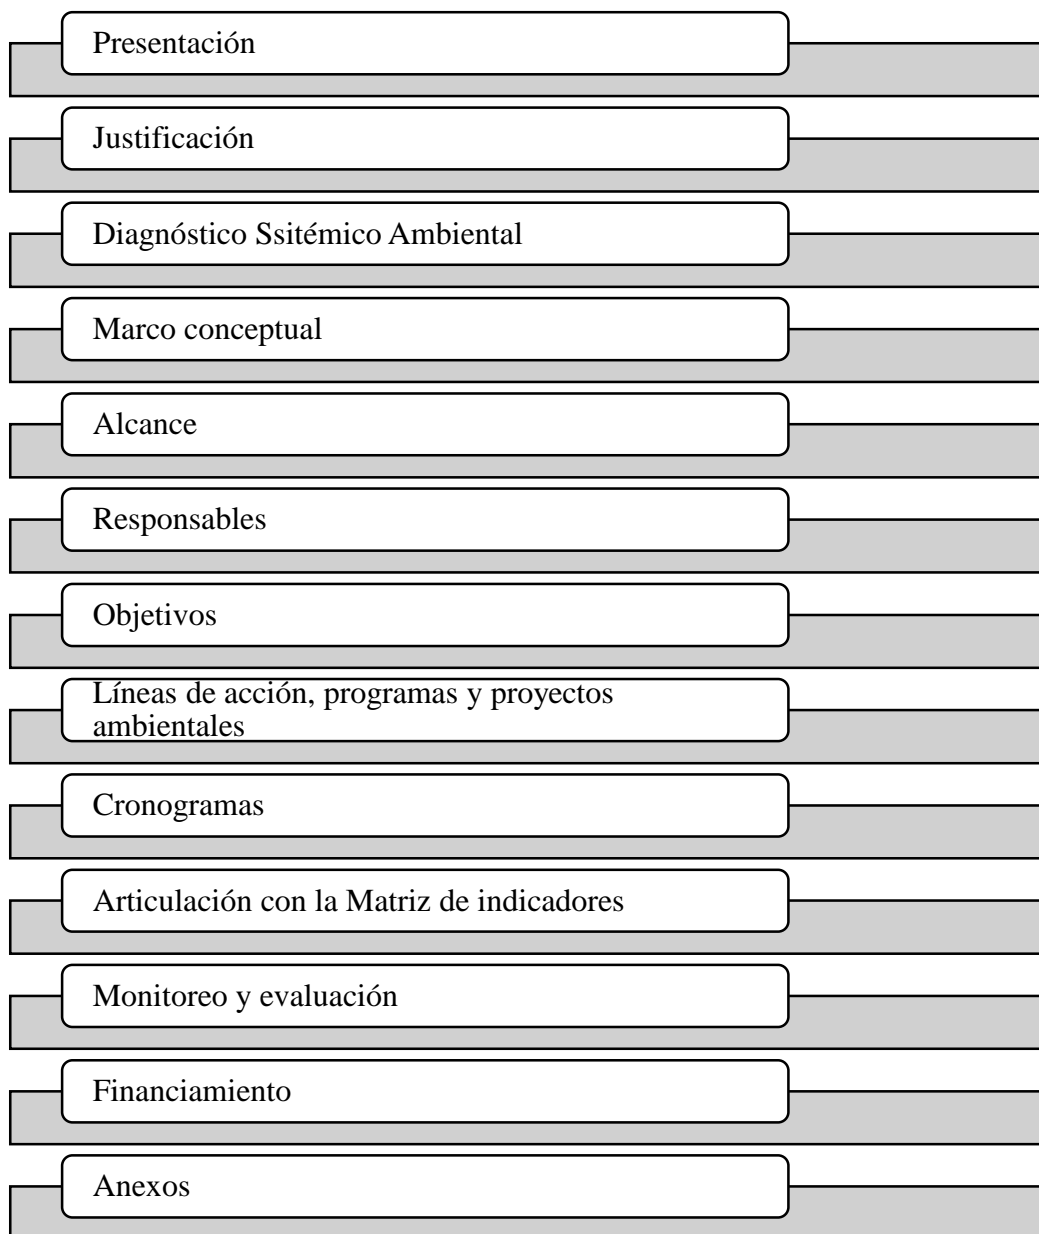 Presentación
Justificación
Diagnóstico Ssitémico Ambiental
Marco conceptual
Alcance
Responsables
Objetivos
Líneas de acción, programas y proyectos
ambientales
Cronogramas
Articulación con la Matriz de indicadores
Monitoreo y evaluación
Financiamiento
Anexos